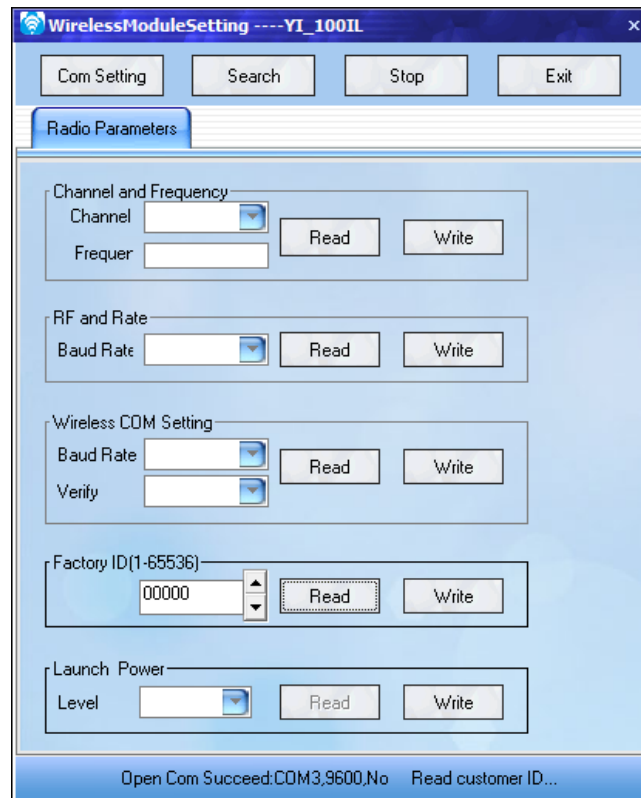 WirelessModuleSetting ----YI_100IL
Com Setting Search Stop Exit
Radio Parameters
Channel and Frequency
Channel
Read Write
Frequer
RF and Rate
Baud Rate Read Write
Wireless COM Setting
Baud Rate
Read Write
Verify
Factory ID(1-65536)
00000 Read Write
Launch Power
Level Read Write
Open Com Succeed:COM3,9600,No Read customer ID...